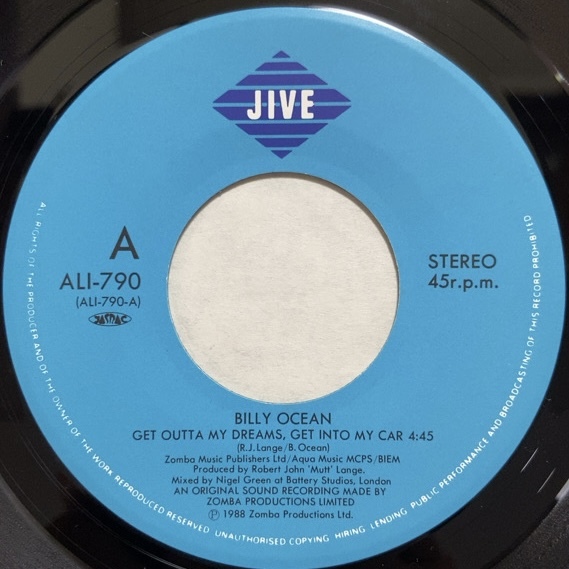 JIVE
A
ALI-790
(ALI-790-A)
JASRAC
STEREO
45r.p.m.
BILLY OCEAN
GET OUTTA MY DREAMS, GET INTO MY CAR 4:45
(R.J.Lange/B.Ocean)
Zomba Music Publishers Ltd/Aqua Music MCPS/BIEM
Produced by Robert John 'Mutt' Lange.
Mixed by Nigel Green at Battery Studios, London
AN ORIGINAL SOUND RECORDING MADE BY
ZOMBA PRODUCTIONS LIMITED
Ⓟ 1988 Zomba Productions Ltd.
ALL RIGHTS OF THE PRODUCER AND OF THE OWNER OF THE WORK REPRODUCED RESERVED UNAUTHORISED COPYING HIRING LENDING PUBLIC PERFORMANCE AND BROADCASTING OF THIS RECORD PROHIBITED